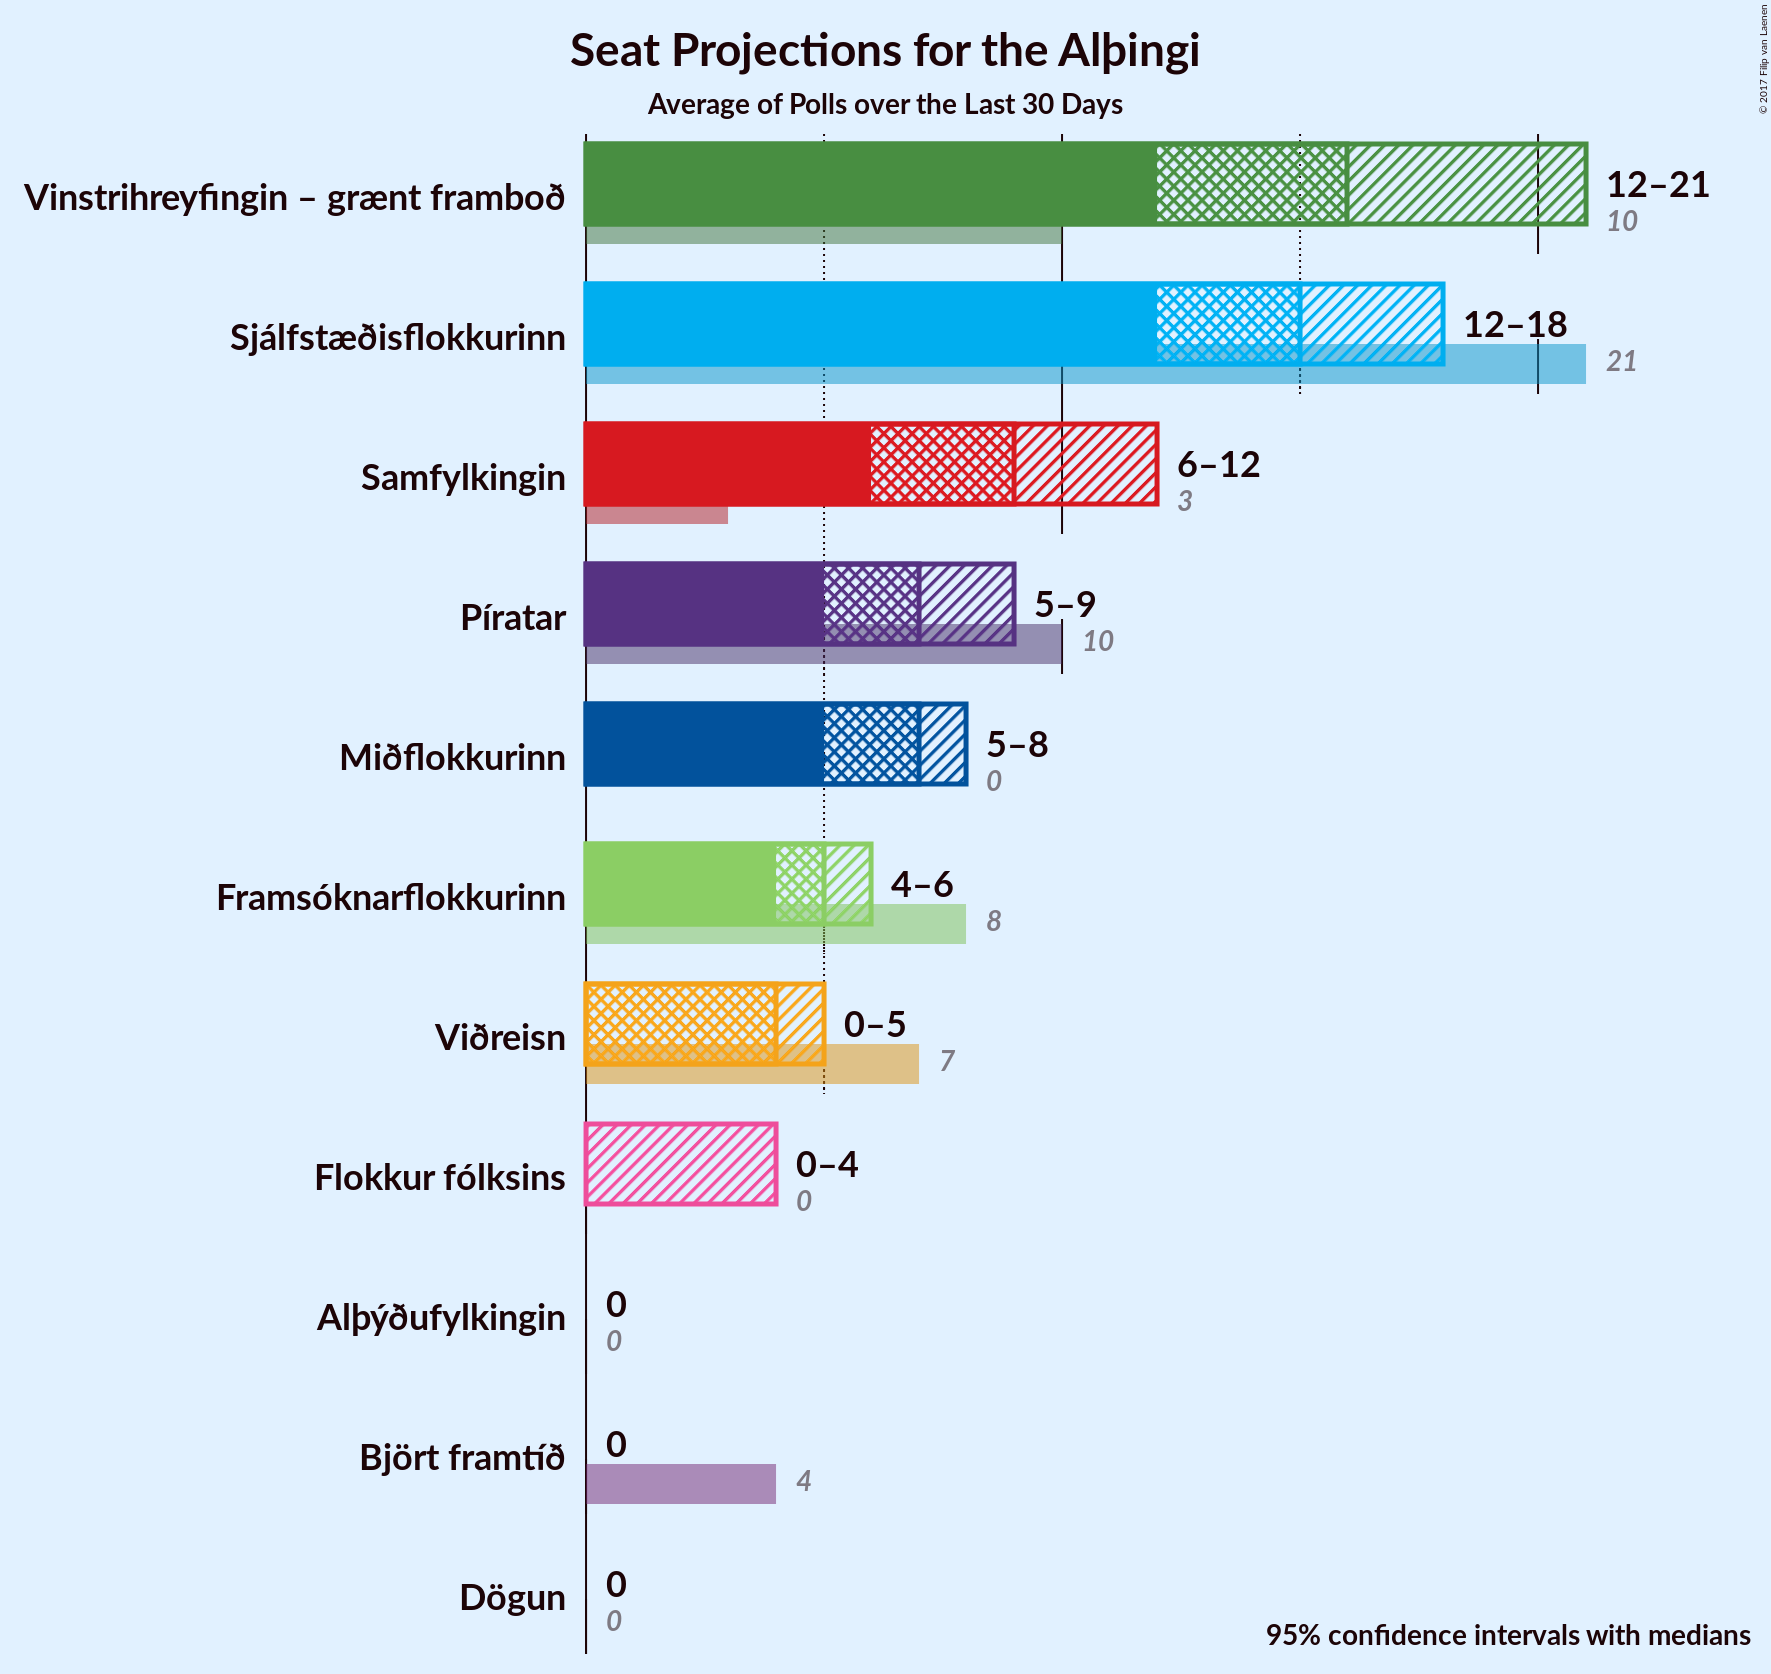 Seat Projections for the Alþingi
Average of Polls over the Last 30 Days
© 2017 Filip van Laenen
Vinstrihreyfingin – grænt framboð
12–21
10
Sjálfstæðisflokkurinn
12–18
21
Samfylkingin
6–12
3
Píratar
5–9
10
Miðflokkurinn
5–8
0
Framsóknarflokkurinn
4–6
8
Viðreisn
0–5
7
Flokkur fólksins
0–4
0
Alþýðufylkingin
0
0
Björt framtíð
0
4
Dögun
0
0
95% confidence intervals with medians